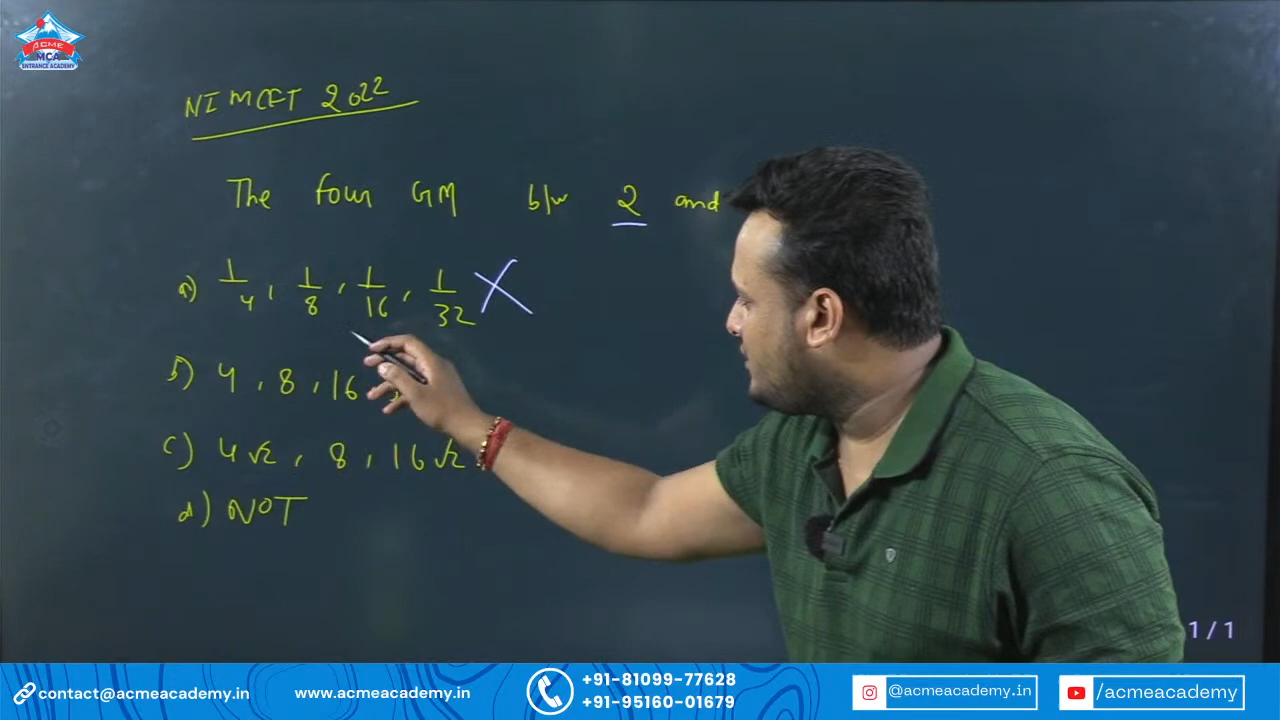 ACME
MCA
ENTRANCE ACADEMY
NIMCET 2022
The four GM b/w 2 and
a) 1/4, 1/8, 1/16, 1/32
b) 4, 8, 16
c) 4√2, 8, 16√2
d) NOT
1/1
contact@acmeacademy.in
www.acmeacademy.in
+91-81099-77628
+91-95160-01679
@acmeacademy.in
/acmeacademy